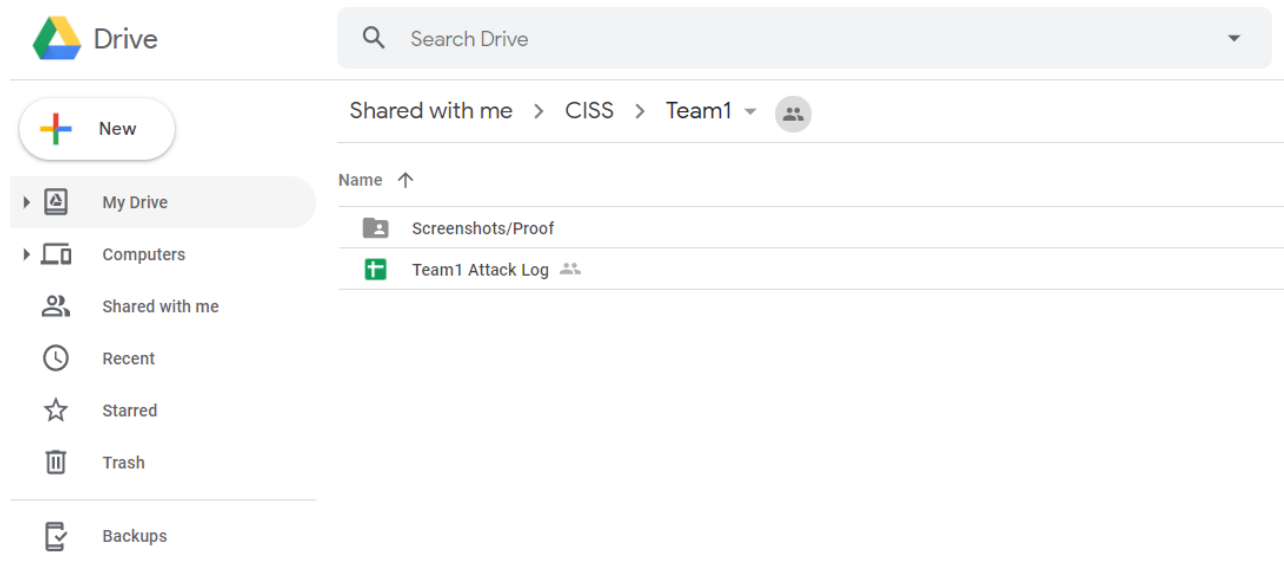 Drive
Search Drive
New
Shared with me > CISS > Team1
My Drive
Computers
Shared with me
Recent
Starred
Trash
Backups
Name
Screenshots/Proof
Team1 Attack Log